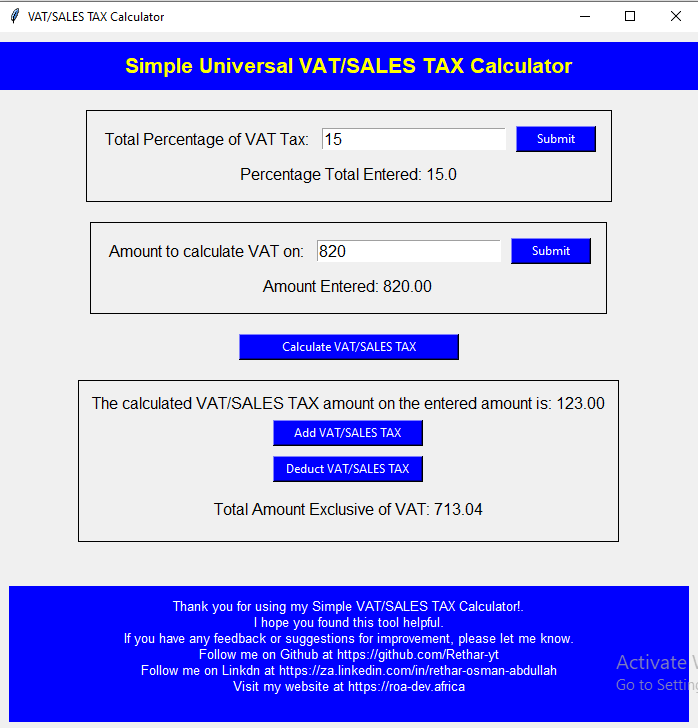 VAT/SALES TAX Calculator
Simple Universal VAT/SALES TAX Calculator
Total Percentage of VAT Tax: 15 Submit
Percentage Total Entered: 15.0
Amount to calculate VAT on: 820 Submit
Amount Entered: 820.00
Calculate VAT/SALES TAX
The calculated VAT/SALES TAX amount on the entered amount is: 123.00
Add VAT/SALES TAX
Deduct VAT/SALES TAX
Total Amount Exclusive of VAT: 713.04
Thank you for using my Simple VAT/SALES TAX Calculator!.
I hope you found this tool helpful.
If you have any feedback or suggestions for improvement, please let me know.
Follow me on Github at https://github.com/Rethar-yt
Follow me on Linkdn at https://za.linkedin.com/in/rethar-osman-abdullah
Visit my website at https://roa-dev.africa
Activate
Go to